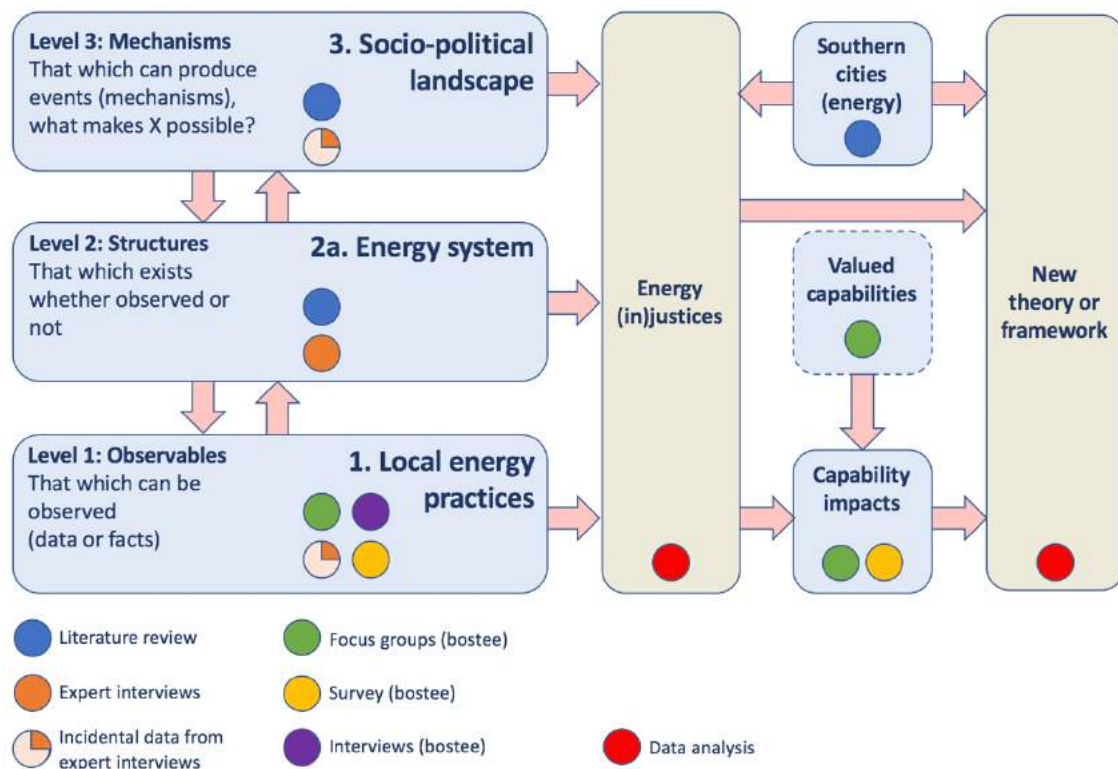 Level 3: Mechanisms
That which can produce
events (mechanisms),
what makes X possible?
3. Socio-political
landscape
Southern
cities
(energy)
Level 2: Structures
That which exists
whether observed or
not
2a. Energy system
Energy
(in)justices
Valued
capabilities
New
theory or
framework
Level 1: Observables
That which can be
observed
(data or facts)
1. Local energy
practices
Capability
impacts
Literature review
Focus groups (bostee)
Expert interviews
Survey (bostee)
Incidental data from
expert interviews
Interviews (bostee)
Data analysis